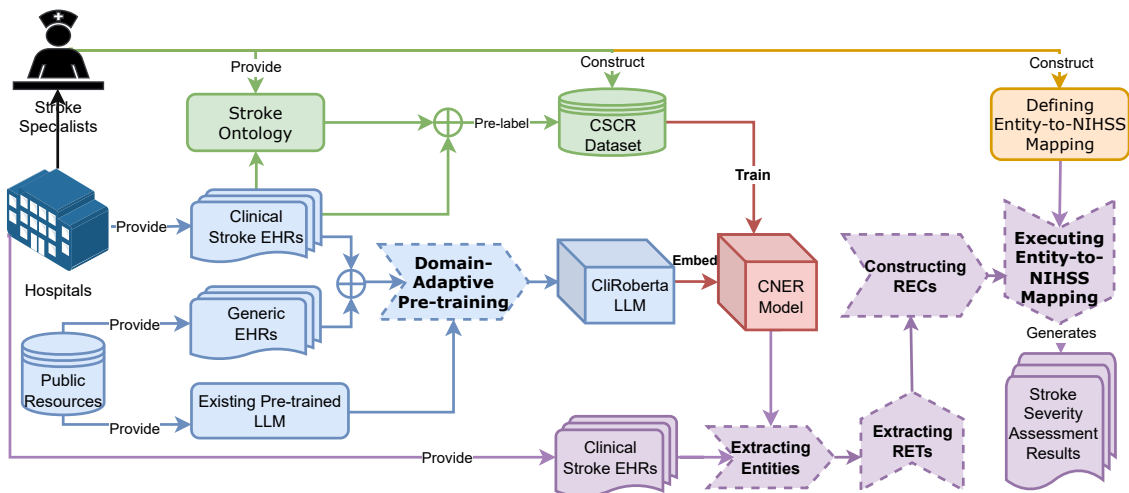 Provide
Construct
Construct
Stroke
Specialists
Stroke
Ontology
Pre-label
CSCR
Dataset
Defining
Entity-to-NIHSS
Mapping
Train
Provide
Clinical
Stroke EHRs
Hospitals
Domain-
Adaptive
Pre-training
CliRoberta
LLM
Embed
CNER
Model
Constructing
RECs
Executing
Entity-to-
NIHSS
Mapping
Generates
Provide
Generic
EHRs
Public
Resources
Provide
Existing Pre-trained
LLM
Provide
Clinical
Stroke EHRs
Extracting
Entities
Extracting
RETs
Stroke
Severity
Assessment
Results